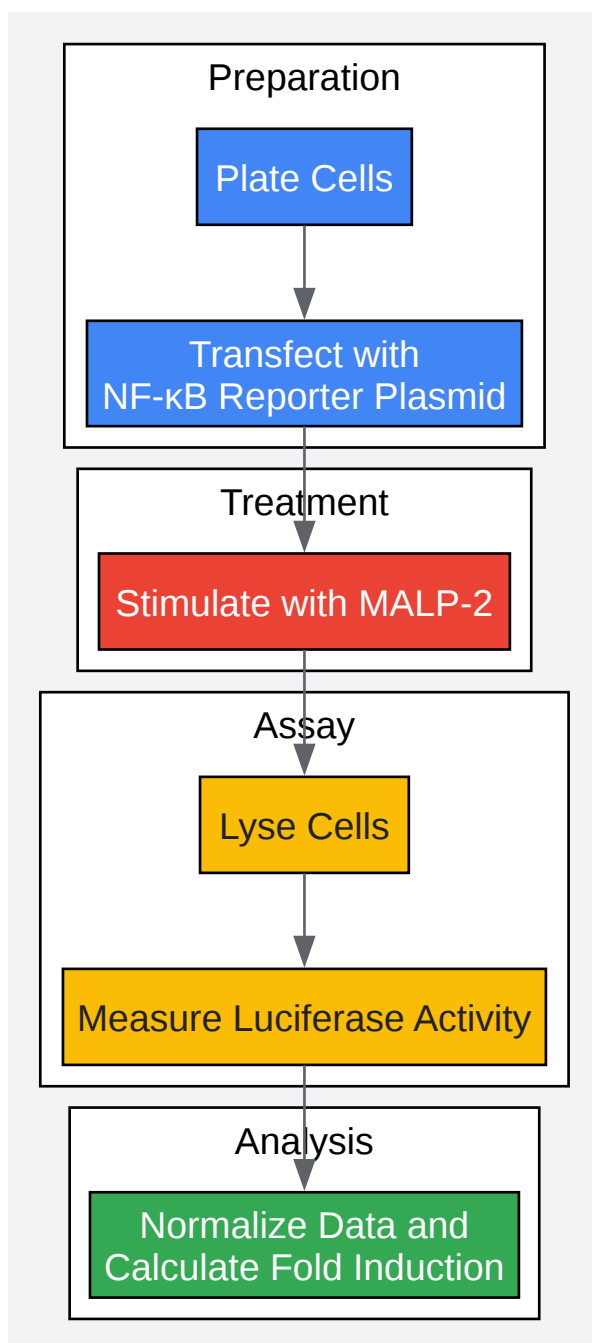 Preparation
Plate Cells
Transfect with
NF-κB Reporter Plasmid
Treatment
Stimulate with MALP-2
Assay
Lyse Cells
Measure Luciferase Activity
Analysis
Normalize Data and
Calculate Fold Induction